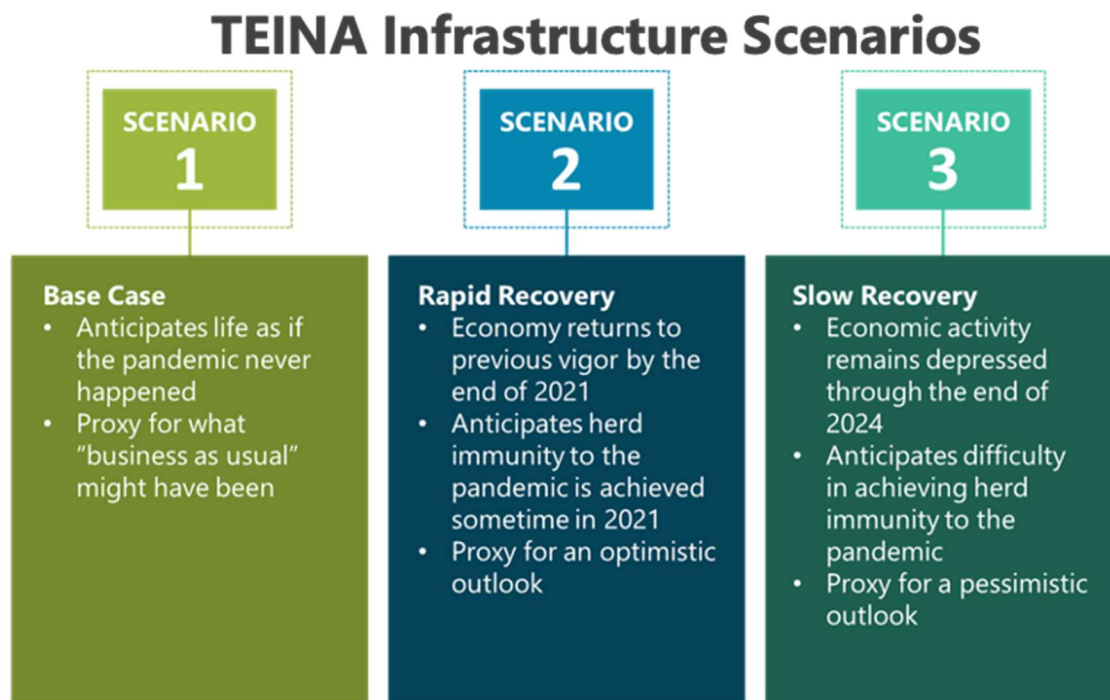 TEINA Infrastructure Scenarios
SCENARIO
1
Base Case
• Anticipates life as if
the pandemic never
happened
• Proxy for what
“business as usual”
might have been
SCENARIO
2
Rapid Recovery
• Economy returns to
previous vigor by the
end of 2021
• Anticipates herd
immunity to the
pandemic is achieved
sometime in 2021
• Proxy for an optimistic
outlook
SCENARIO
3
Slow Recovery
• Economic activity
remains depressed
through the end of
2024
• Anticipates difficulty
in achieving herd
immunity to the
pandemic
• Proxy for a pessimistic
outlook